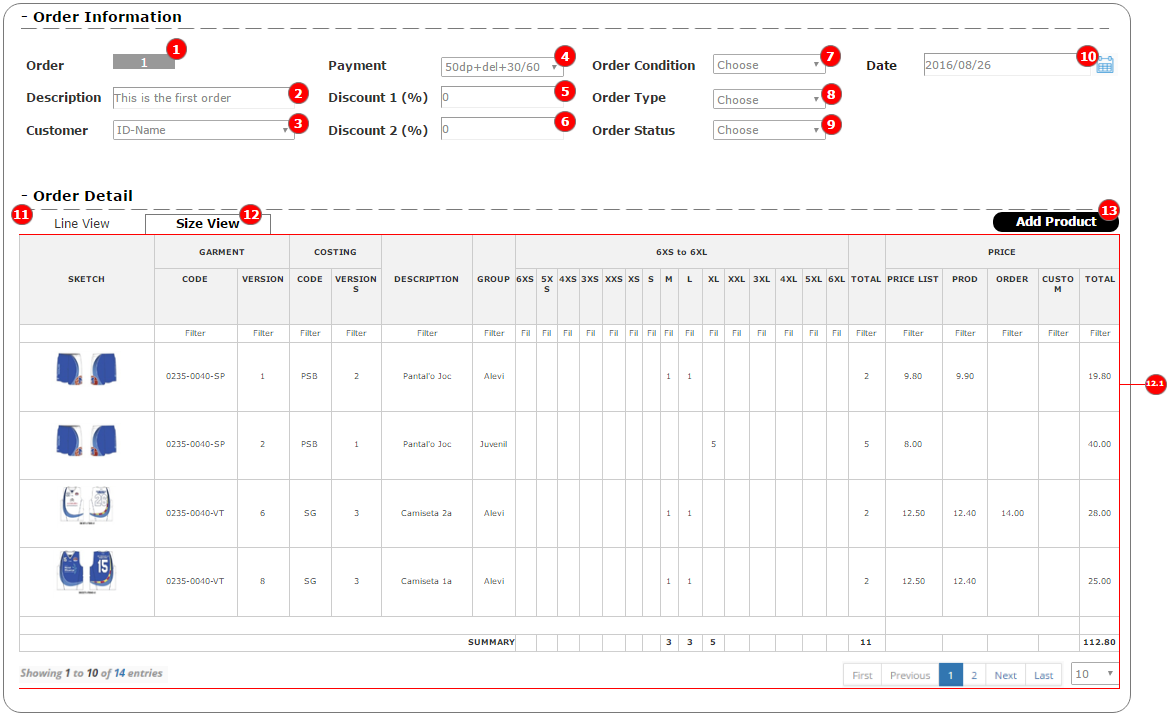 - Order Information
Order 1 1 Payment 50dp+del+30/60 4 Order Condition Choose 7 Date 2016/08/26 10
Description This is the first order 2 Discount 1 (%) 0 5 Order Type Choose 8
Customer ID-Name 3 Discount 2 (%) 0 6 Order Status Choose 9
- Order Detail
11 Line View Size View 12 Add Product 13
GARMENT COSTING 6XS to 6XL PRICE
SKETCH CODE VERSION CODE VERSIONS DESCRIPTION GROUP 6XS 5XS 4XS 3XS XXS XS S M L XL XXL 3XL 4XL 5XL 6XL TOTAL PRICE LIST PROD ORDER CUSTOM TOTAL
Filter Filter Filter Filter Filter Filter Fil Fil Fil Fil Fil Fil Fil Fil Fil Fil Fil Fil Fil Fil Fil Filter Filter Filter Filter Filter Filter
0235-0040-SP 1 PSB 2 Pantal'o Joc Alevi 1 1 2 9.80 9.90 19.80
12.1
0235-0040-SP 2 PSB 1 Pantal'o Joc Juvenil 5 5 8.00 40.00
0235-0040-VT 6 SG 3 Camiseta 2a Alevi 1 1 2 12.50 12.40 14.00 28.00
15
0235-0040-VT 8 SG 3 Camiseta 1a Alevi 1 1 2 12.50 12.40 25.00
SUMMARY 3 3 5 11 112.80
Showing 1 to 10 of 14 entries First Previous 1 2 Next Last 10